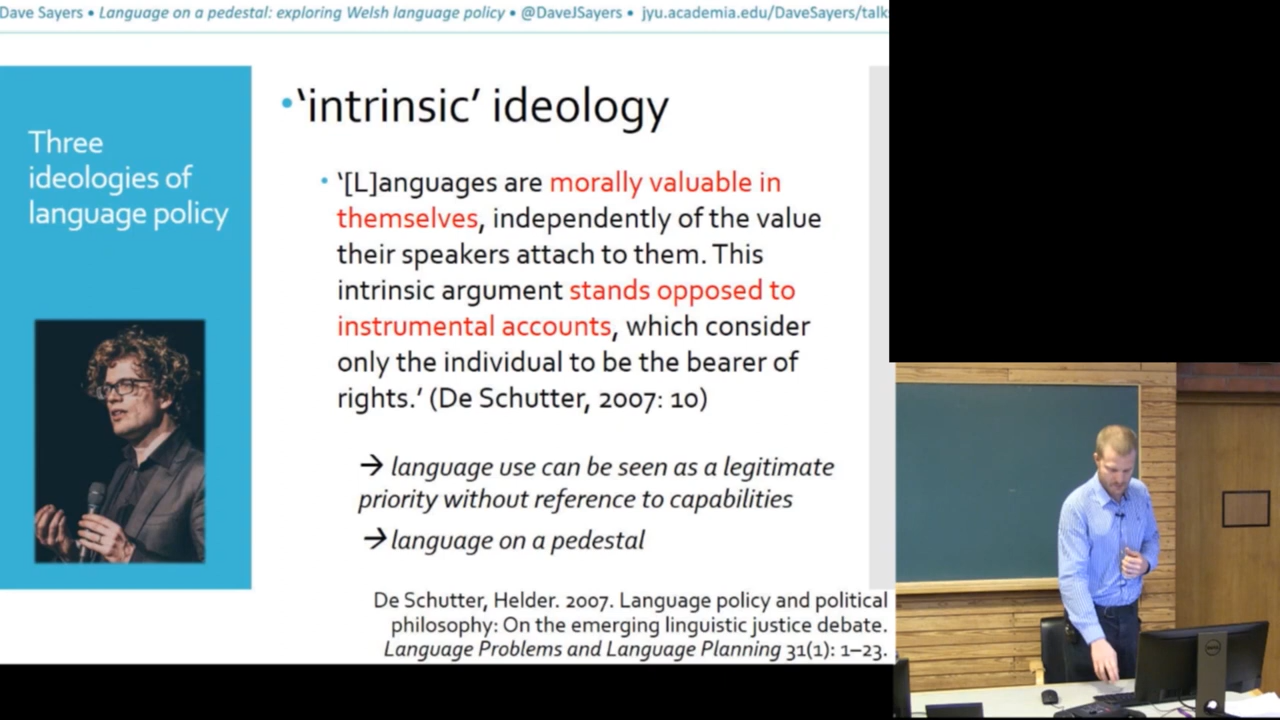 Dave Sayers • Language on a pedestal: exploring Welsh language policy • @DaveJSayers • jyu.academia.edu/DaveSayers/talk
Three
ideologies of
language policy
•‘intrinsic’ ideology
• ‘[L]anguages are morally valuable in
themselves, independently of the value
their speakers attach to them. This
intrinsic argument stands opposed to
instrumental accounts, which consider
only the individual to be the bearer of
rights.’ (De Schutter, 2007: 10)
→ language use can be seen as a legitimate
priority without reference to capabilities
→ language on a pedestal
De Schutter, Helder. 2007. Language policy and political
philosophy: On the emerging linguistic justice debate.
Language Problems and Language Planning 31(1): 1–23.